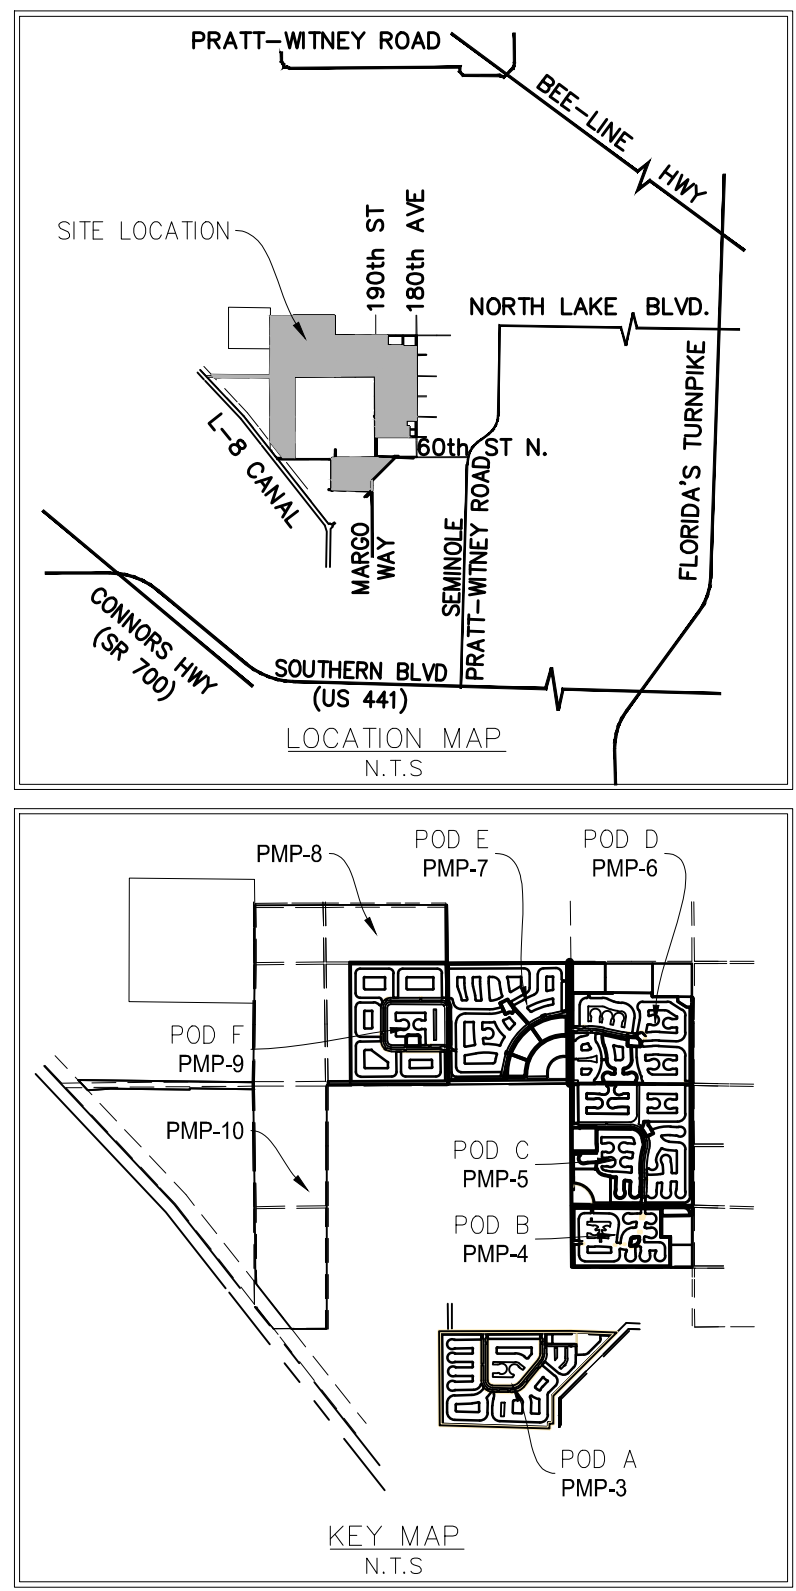 PRATT-WITNEY ROAD
BEE-LINE
HWY
SITE LOCATION
190th ST
180th AVE
NORTH LAKE BLVD.
FLORIDA'S TURNPIKE
L-8 CANAL
60th ST N.
MARGO
WAY
SEMINOLE
PRATT-WITNEY ROAD
CONNORS HWY
(SR 700)
SOUTHERN BLVD
(US 441)
LOCATION MAP
N.T.S
PMP-8
POD E
PMP-7
POD D
PMP-6
POD F
PMP-9
PMP-10
POD C
PMP-5
POD B
PMP-4
POD A
PMP-3
KEY MAP
N.T.S